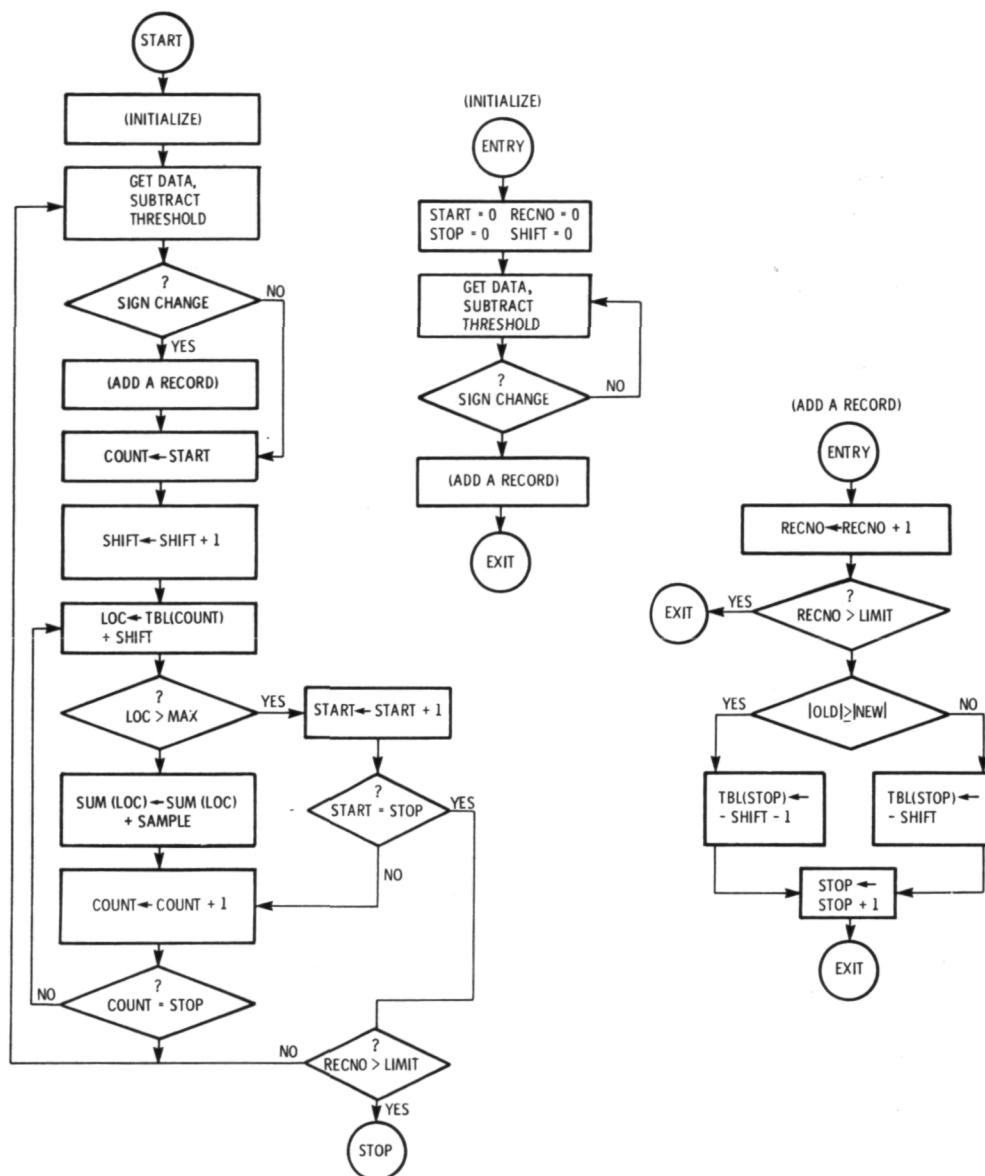 START
(INITIALIZE)
GET DATA,
SUBTRACT
THRESHOLD
?
SIGN CHANGE
NO
YES
(ADD A RECORD)
COUNT←START
SHIFT←SHIFT + 1
LOC←TBL(COUNT)
+ SHIFT
?
LOC > MAX
YES
START←START + 1
SUM (LOC)←SUM (LOC)
+ SAMPLE
?
START = STOP
YES
NO
COUNT←COUNT + 1
?
COUNT = STOP
NO
?
RECNO > LIMIT
NO
YES
STOP
(INITIALIZE)
ENTRY
START = 0 RECNO = 0
STOP = 0 SHIFT = 0
GET DATA,
SUBTRACT
THRESHOLD
?
SIGN CHANGE
NO
(ADD A RECORD)
EXIT
(ADD A RECORD)
ENTRY
RECNO←RECNO + 1
?
RECNO > LIMIT
YES
EXIT
|OLD|≥|NEW|
YES
NO
TBL(STOP)←
- SHIFT - 1
TBL(STOP)←
- SHIFT
STOP ←
STOP + 1
EXIT